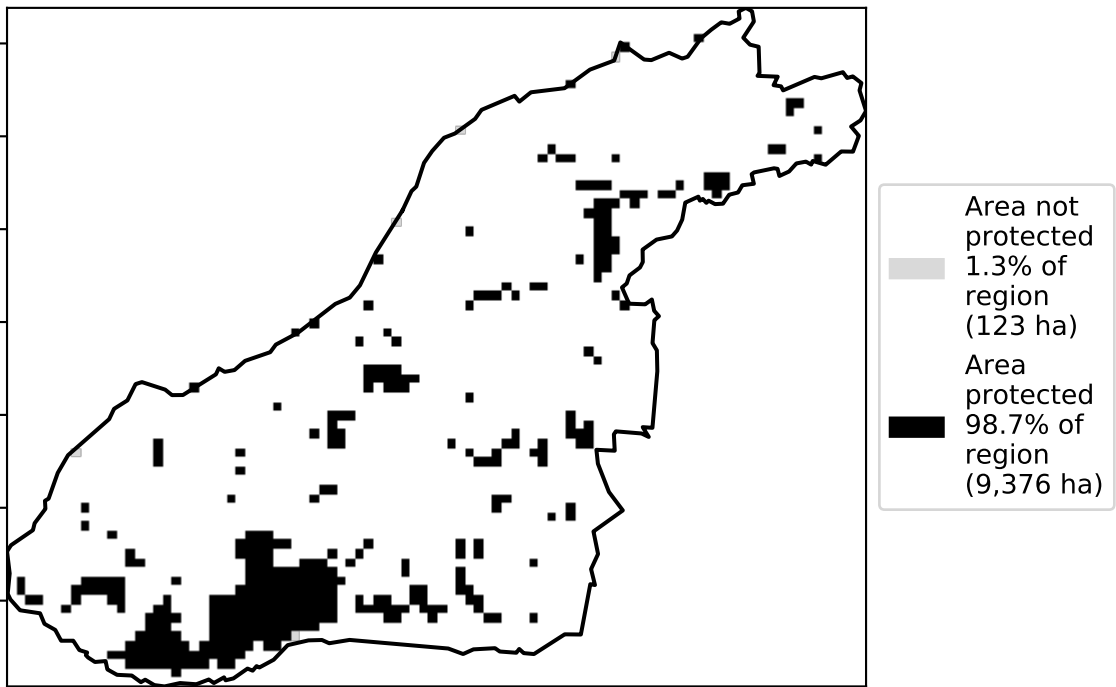 Area not
protected
1.3% of
region
(123 ha)
Area
protected
98.7% of
region
(9,376 ha)